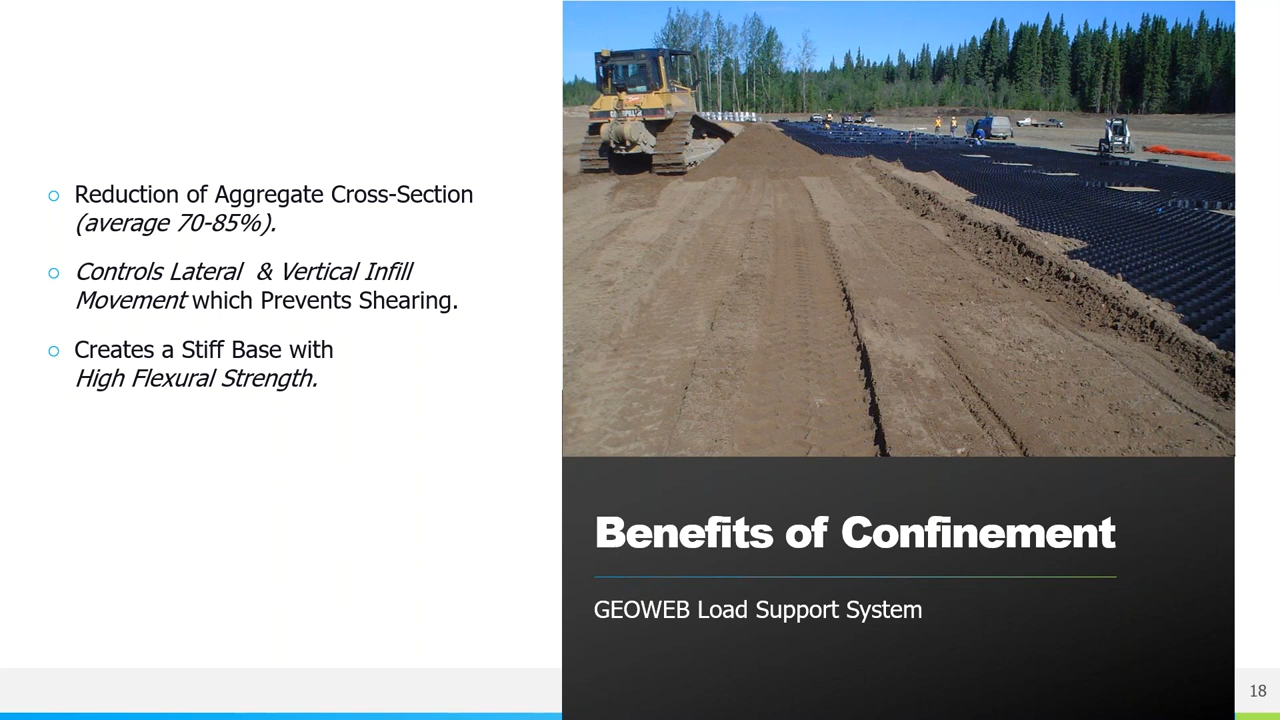 Reduction of Aggregate Cross-Section
(average 70-85%).
Controls Lateral & Vertical Infill
Movement which Prevents Shearing.
Creates a Stiff Base with
High Flexural Strength.
Benefits of Confinement
GEOWEB Load Support System
18